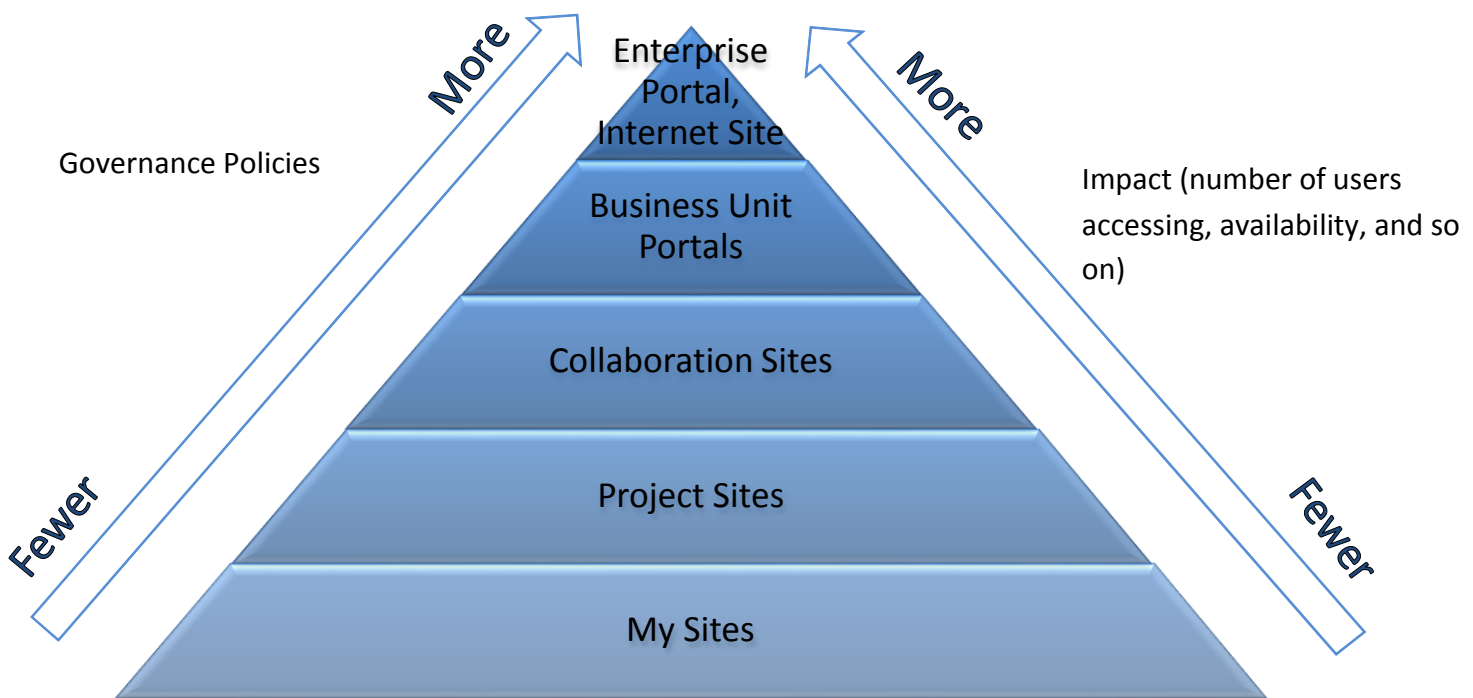 More
Enterprise
Portal,
Internet Site
More
Governance Policies
Impact (number of users
accessing, availability, and so
on)
Business Unit
Portals
Collaboration Sites
Project Sites
Fewer
Fewer
My Sites